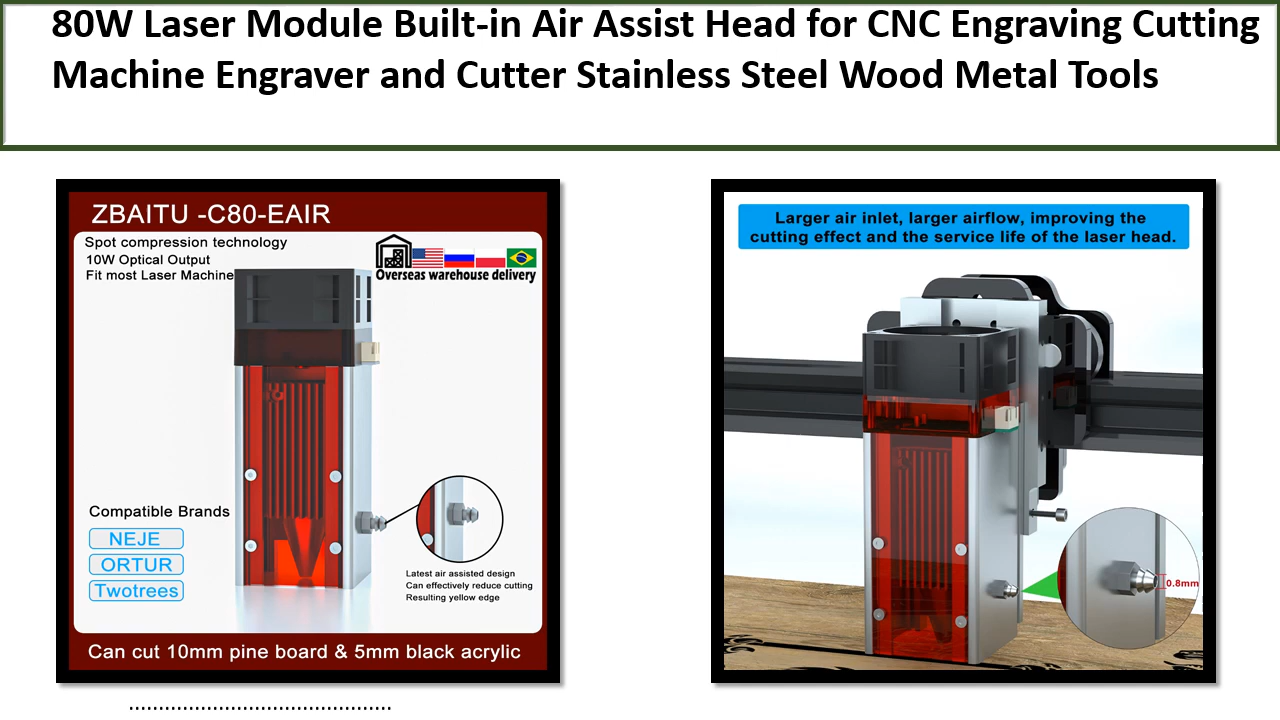 80W Laser Module Built-in Air Assist Head for CNC Engraving Cutting
Machine Engraver and Cutter Stainless Steel Wood Metal Tools
ZBAITU -C80-EAIR
Spot compression technology
10W Optical Output
Fit most Laser Machine
Overseas warehouse delivery
Compatible Brands
NEJE
ORTUR
Twotrees
Latest air assisted design
Can effectively reduce cutting
Resulting yellow edge
Can cut 10mm pine board & 5mm black acrylic
Larger air inlet, larger airflow, improving the
cutting effect and the service life of the laser head.
0.8mm
............................................